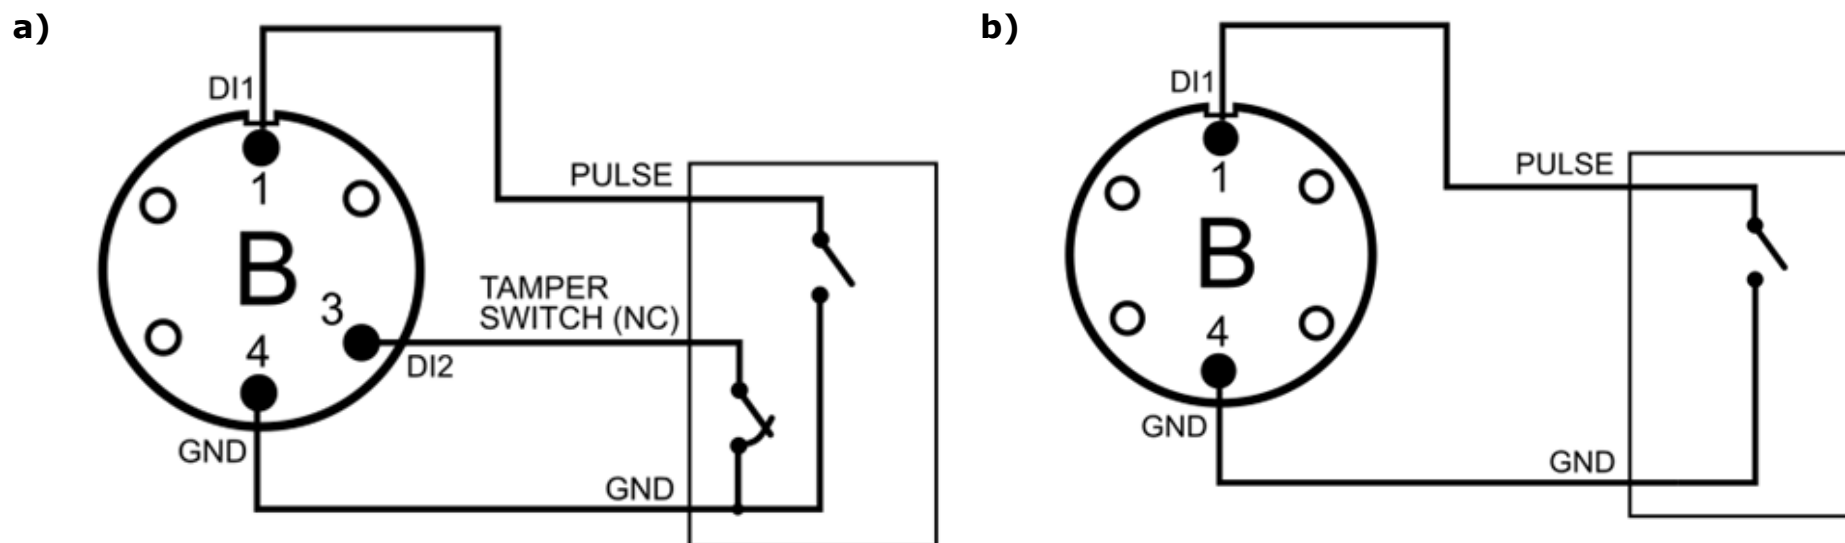 a)
DI1
1
PULSE
B
3
TAMPER
SWITCH (NC)
4
DI2
GND
GND
b)
DI1
1
PULSE
B
4
GND
GND